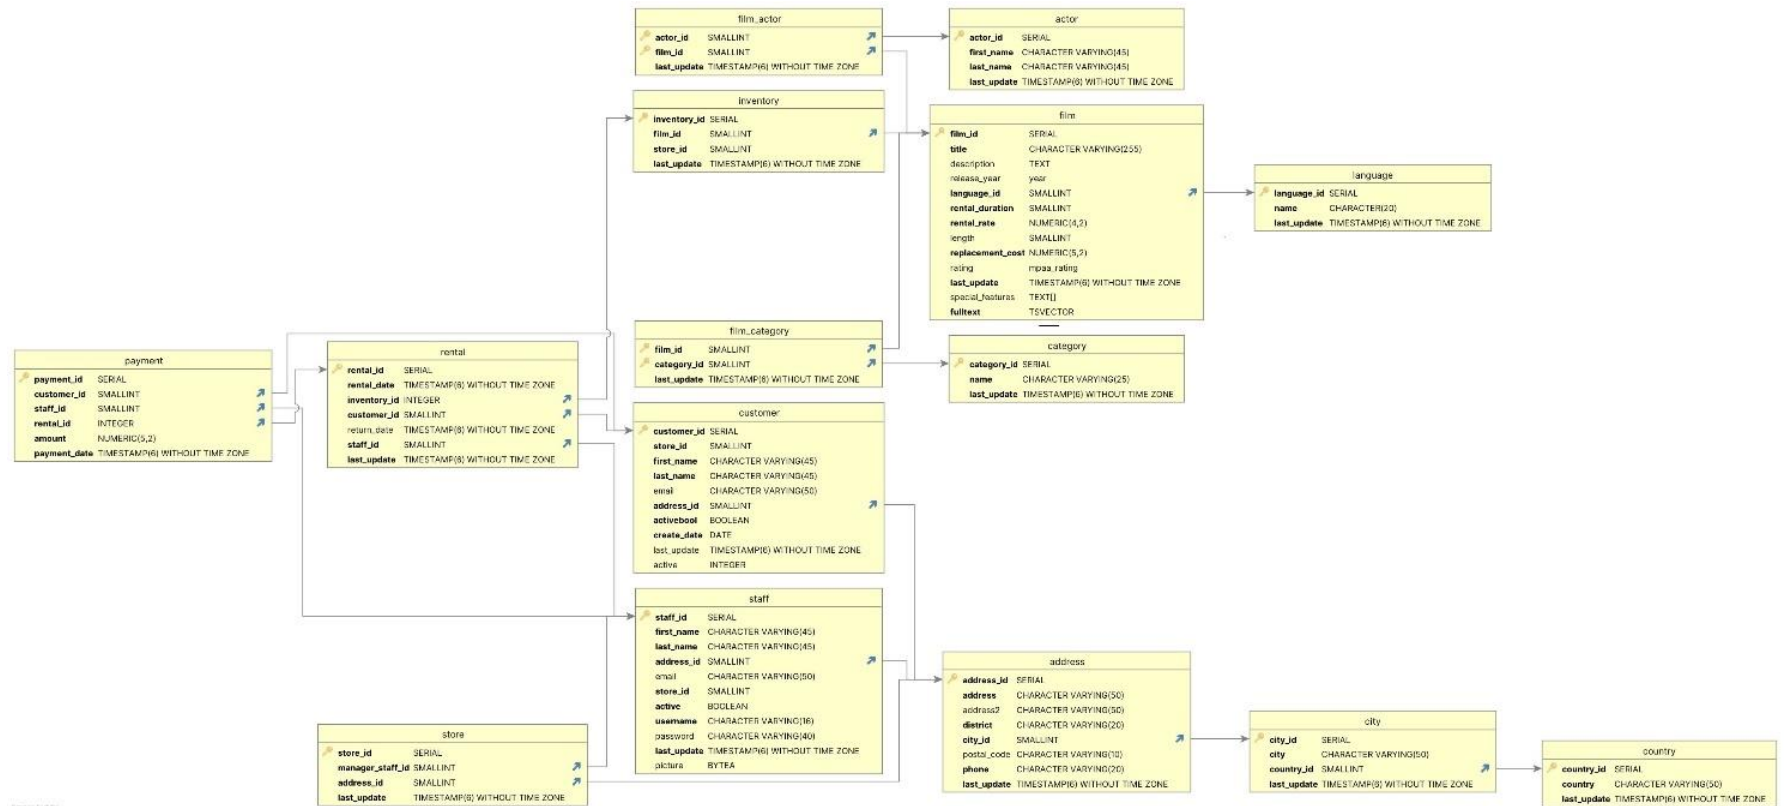 film_actor
actor_id SMALLINT
film_id SMALLINT
last_update TIMESTAMP(6) WITHOUT TIME ZONE
actor
actor_id SERIAL
first_name CHARACTER VARYING(45)
last_name CHARACTER VARYING(45)
last_update TIMESTAMP(6) WITHOUT TIME ZONE
inventory
inventory_id SERIAL
film_id SMALLINT
store_id SMALLINT
last_update TIMESTAMP(6) WITHOUT TIME ZONE
film
film_id SERIAL
title CHARACTER VARYING(255)
description TEXT
release_year year
language_id SMALLINT
rental_duration SMALLINT
rental_rate NUMERIC(4,2)
length SMALLINT
replacement_cost NUMERIC(5,2)
rating mpaa_rating
last_update TIMESTAMP(6) WITHOUT TIME ZONE
special_features TEXT[]
fulltext TSVECTOR
language
language_id SERIAL
name CHARACTER(20)
last_update TIMESTAMP(6) WITHOUT TIME ZONE
payment
payment_id SERIAL
customer_id SMALLINT
staff_id SMALLINT
rental_id INTEGER
amount NUMERIC(5,2)
payment_date TIMESTAMP(6) WITHOUT TIME ZONE
rental
rental_id SERIAL
rental_date TIMESTAMP(6) WITHOUT TIME ZONE
inventory_id INTEGER
customer_id SMALLINT
return_date TIMESTAMP(6) WITHOUT TIME ZONE
staff_id SMALLINT
last_update TIMESTAMP(6) WITHOUT TIME ZONE
film_category
film_id SMALLINT
category_id SMALLINT
last_update TIMESTAMP(6) WITHOUT TIME ZONE
category
category_id SERIAL
name CHARACTER VARYING(25)
last_update TIMESTAMP(6) WITHOUT TIME ZONE
customer
customer_id SERIAL
store_id SMALLINT
first_name CHARACTER VARYING(45)
last_name CHARACTER VARYING(45)
email CHARACTER VARYING(50)
address_id SMALLINT
activebool BOOLEAN
create_date DATE
last_update TIMESTAMP(6) WITHOUT TIME ZONE
active INTEGER
staff
staff_id SERIAL
first_name CHARACTER VARYING(45)
last_name CHARACTER VARYING(45)
address_id SMALLINT
email CHARACTER VARYING(50)
store_id SMALLINT
active BOOLEAN
username CHARACTER VARYING(16)
password CHARACTER VARYING(40)
last_update TIMESTAMP(6) WITHOUT TIME ZONE
picture BYTEA
store
store_id SERIAL
manager_staff_id SMALLINT
address_id SMALLINT
last_update TIMESTAMP(6) WITHOUT TIME ZONE
address
address_id SERIAL
address CHARACTER VARYING(50)
address2 CHARACTER VARYING(50)
district CHARACTER VARYING(20)
city_id SMALLINT
postal_code CHARACTER VARYING(10)
phone CHARACTER VARYING(20)
last_update TIMESTAMP(6) WITHOUT TIME ZONE
city
city_id SERIAL
city CHARACTER VARYING(50)
country_id SMALLINT
last_update TIMESTAMP(6) WITHOUT TIME ZONE
country
country_id SERIAL
country CHARACTER VARYING(50)
last_update TIMESTAMP(6) WITHOUT TIME ZONE